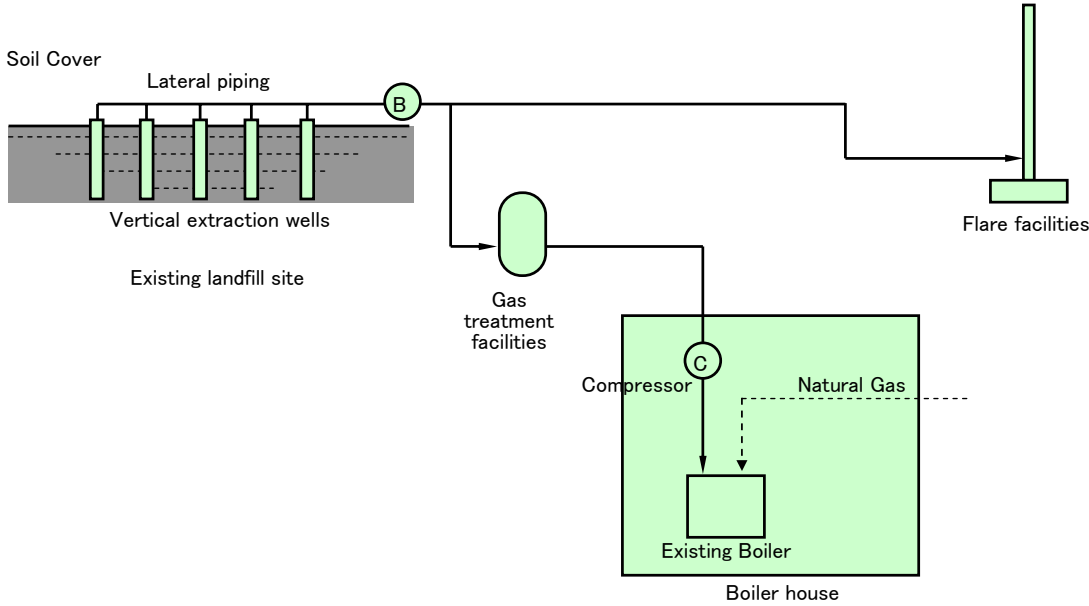 Soil Cover
Lateral piping
B
Vertical extraction wells
Flare facilities
Existing landfill site
Gas
treatment
facilities
C
Compressor
Natural Gas
Existing Boiler
Boiler house